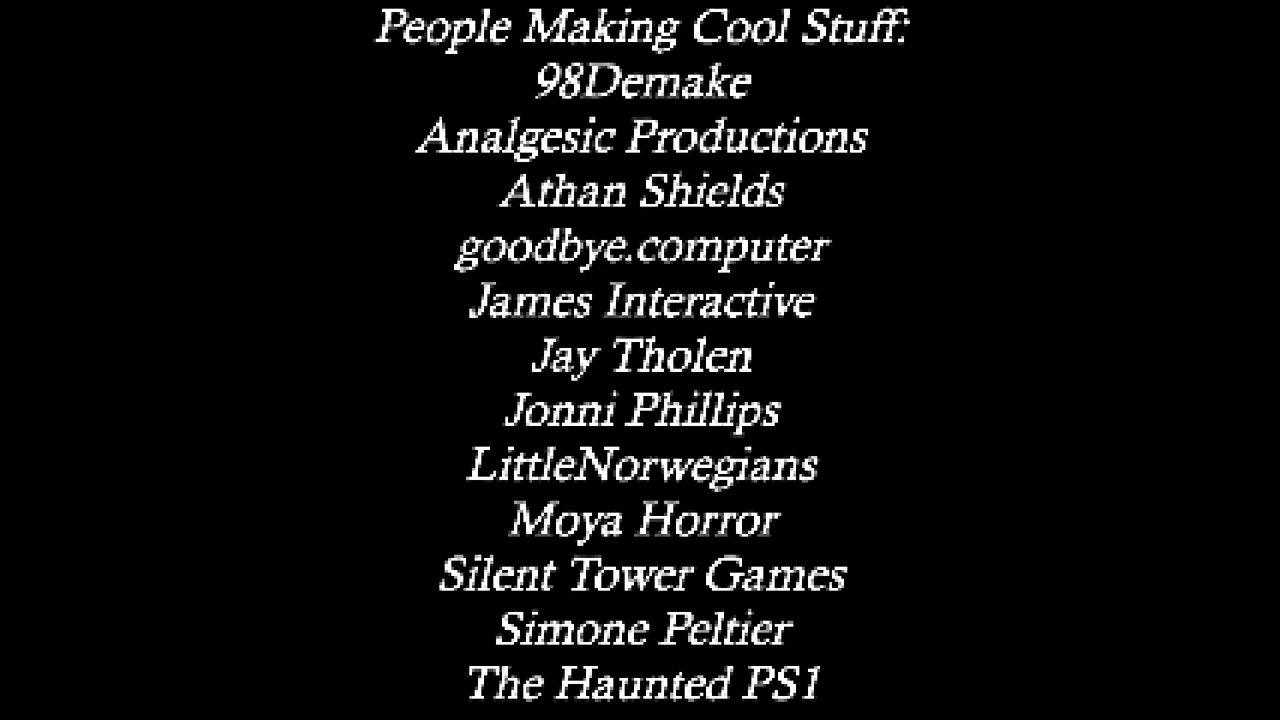 People Making Cool Stuff:
98Demake
Analgesic Productions
Athan Shields
goodbye.computer
James Interactive
Jay Tholen
Jonni Phillips
LittleNorwegians
Moya Horror
Silent Tower Games
Simone Peltier
The Haunted PS1